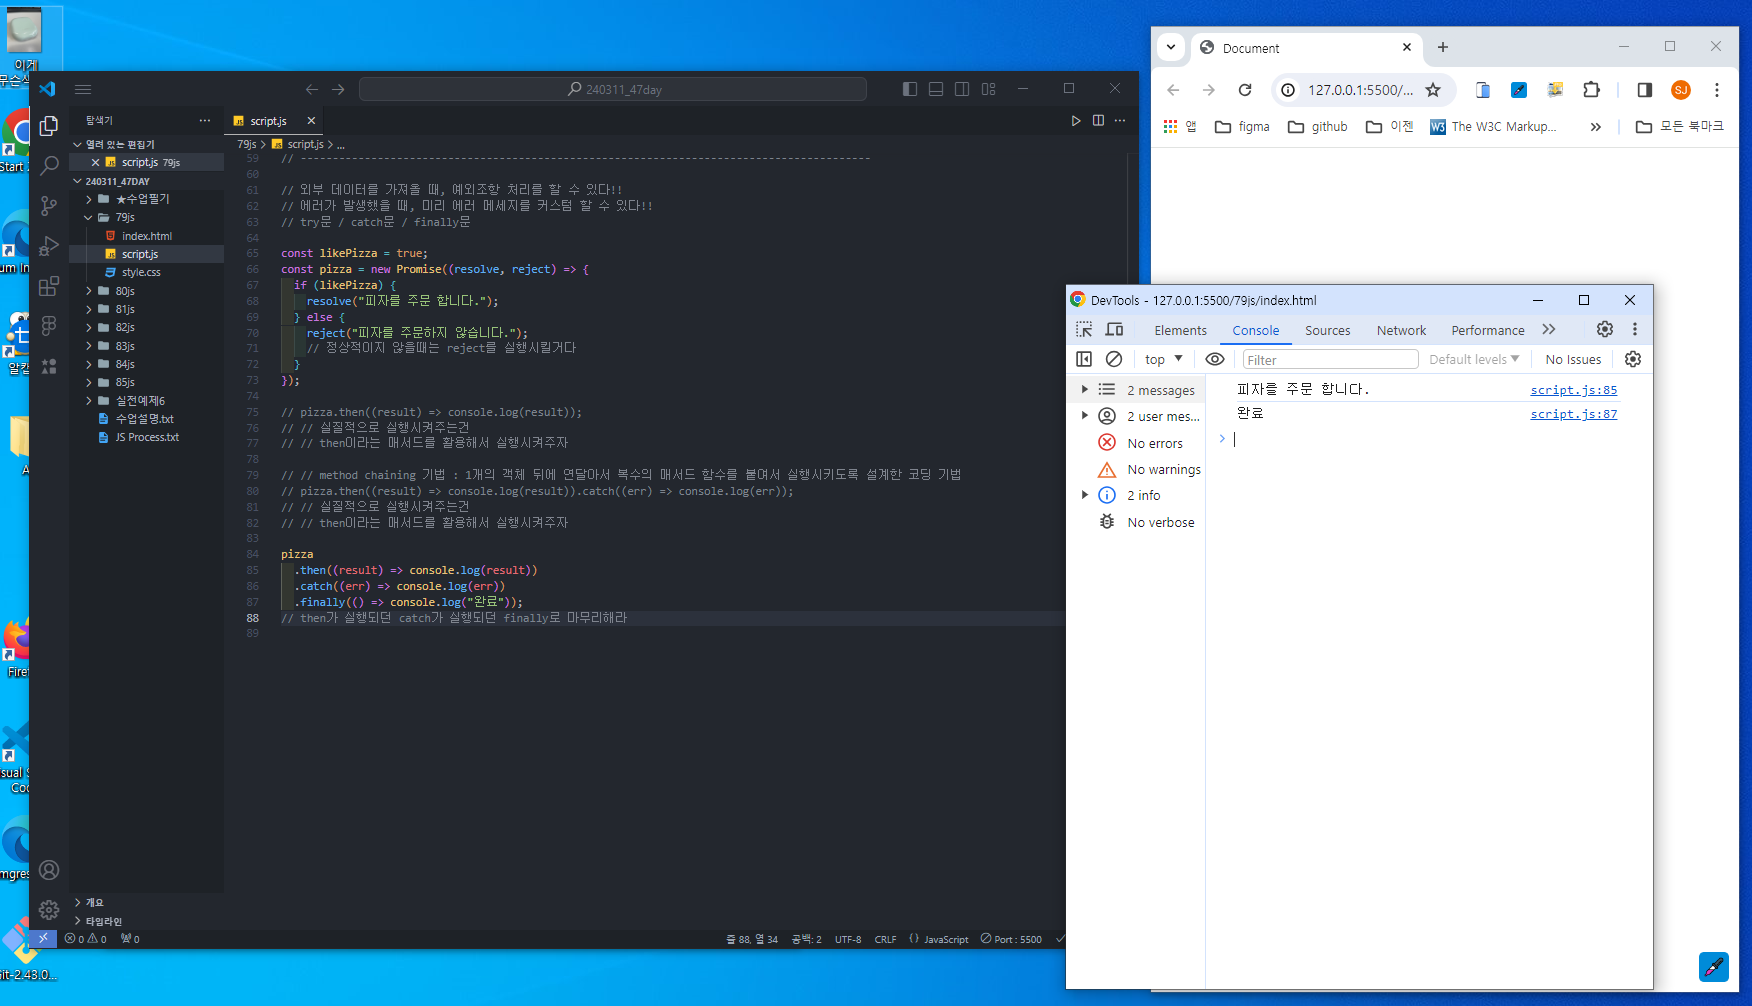 이게
무슨식
Start
um In
알캡
A
Firef
sual S
Coc
mgres
it-2.43.0...
240311_47day
탐색기
script.js
열려 있는 편집기
script.js 79js
240311_47DAY
★수업필기
79js
index.html
script.js
style.css
80js
81js
82js
83js
84js
85js
실전예제6
수업설명.txt
JS Process.txt
개요
타임라인
79js > script.js > ...
59 // -----------------------------------------------------------------------------------------
60
61 // 외부 데이터를 가져올 때, 예외조항 처리를 할 수 있다!!
62 // 에러가 발생했을 때, 미리 에러 메세지를 커스텀 할 수 있다!!
63 // try문 / catch문 / finally문
64
65 const likePizza = true;
66 const pizza = new Promise((resolve, reject) => {
67 if (likePizza) {
68 resolve("피자를 주문 합니다.");
69 } else {
70 reject("피자를 주문하지 않습니다.");
71 // 정상적이지 않을때는 reject를 실행시킬거다
72 }
73 });
74
75 // pizza.then((result) => console.log(result));
76 // // 실질적으로 실행시켜주는건
77 // // then이라는 매서드를 활용해서 실행시켜주자
78
79 // // method chaining 기법 : 1개의 객체 뒤에 연달아서 복수의 매서드 함수를 붙여서 실행시키도록 설계한 코딩 기법
80 // pizza.then((result) => console.log(result)).catch((err) => console.log(err));
81 // // 실질적으로 실행시켜주는건
82 // // then이라는 매서드를 활용해서 실행시켜주자
83
84 pizza
85 .then((result) => console.log(result))
86 .catch((err) => console.log(err))
87 .finally(() => console.log("완료"));
88 // then가 실행되던 catch가 실행되던 finally로 마무리해라
89
0 0 0
줄 88, 열 34 공백: 2 UTF-8 CRLF {} JavaScript Port : 5500
Document
127.0.0.1:5500/...
SJ
앱 figma github 이젠 W3 The W3C Markup... » 모든 북마크
DevTools - 127.0.0.1:5500/79js/index.html
Elements Console Sources Network Performance
top Filter Default levels No Issues
2 messages
2 user mes...
No errors
No warnings
2 info
No verbose
피자를 주문 합니다. script.js:85
완료 script.js:87